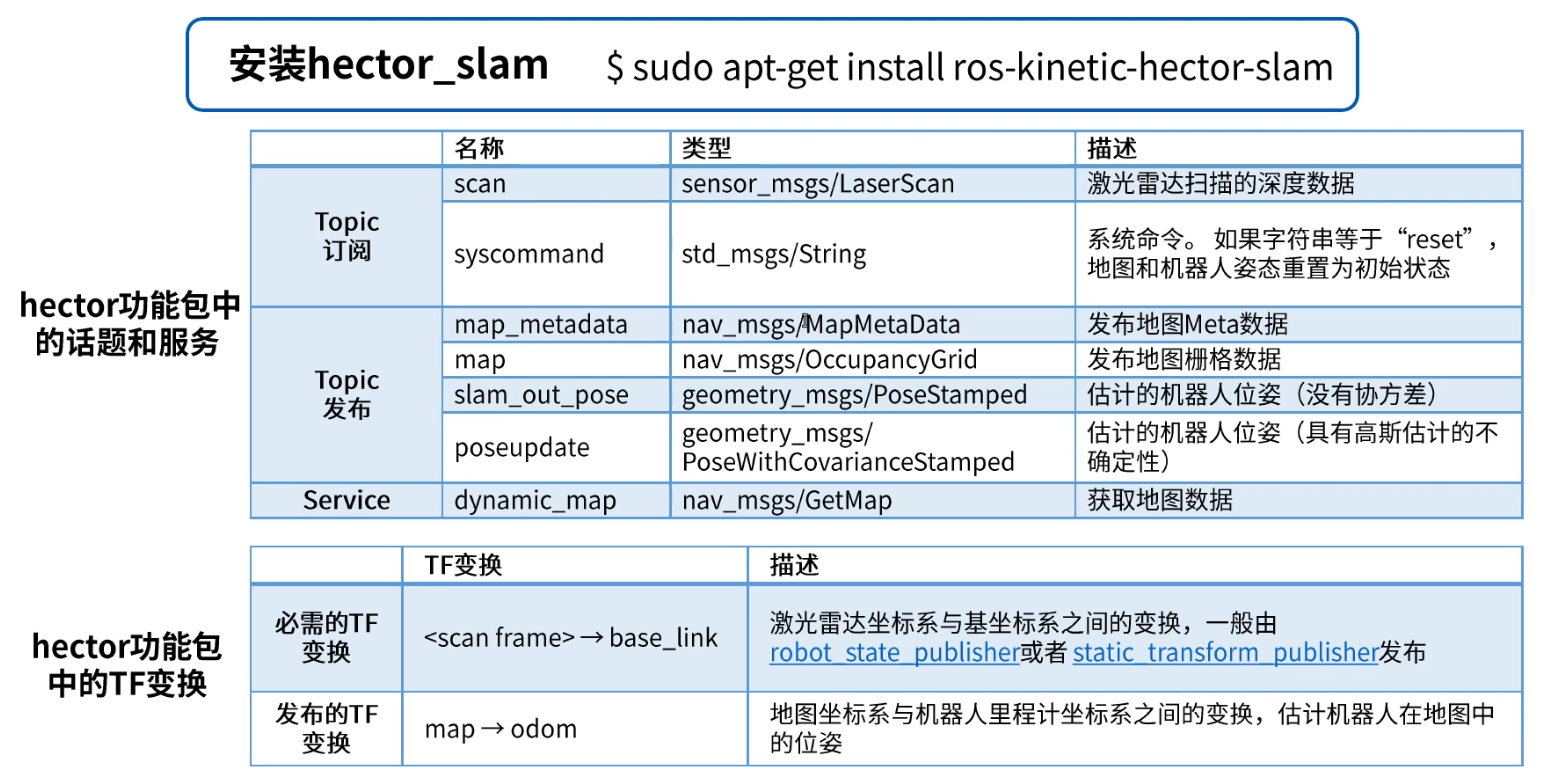 安装hector_slam $ sudo apt-get install ros-kinetic-hector-slam
hector功能包中
的话题和服务
名称 类型 描述
Topic
订阅
scan sensor_msgs/LaserScan 激光雷达扫描的深度数据
syscommand std_msgs/String 系统命令。 如果字符串等于“reset”，
地图和机器人姿态重置为初始状态
Topic
发布
map_metadata nav_msgs/MapMetaData 发布地图Meta数据
map nav_msgs/OccupancyGrid 发布地图栅格数据
slam_out_pose geometry_msgs/PoseStamped 估计的机器人位姿（没有协方差）
poseupdate geometry_msgs/
PoseWithCovarianceStamped 估计的机器人位姿（具有高斯估计的不
确定性）
Service dynamic_map nav_msgs/GetMap 获取地图数据
hector功能包
中的TF变换
TF变换 描述
必需的TF
变换
<scan frame> → base_link 激光雷达坐标系与基坐标系之间的变换，一般由
robot_state_publisher或者 static_transform_publisher发布
发布的TF
变换
map → odom 地图坐标系与机器人里程计坐标系之间的变换，估计机器人在地图中
的位姿